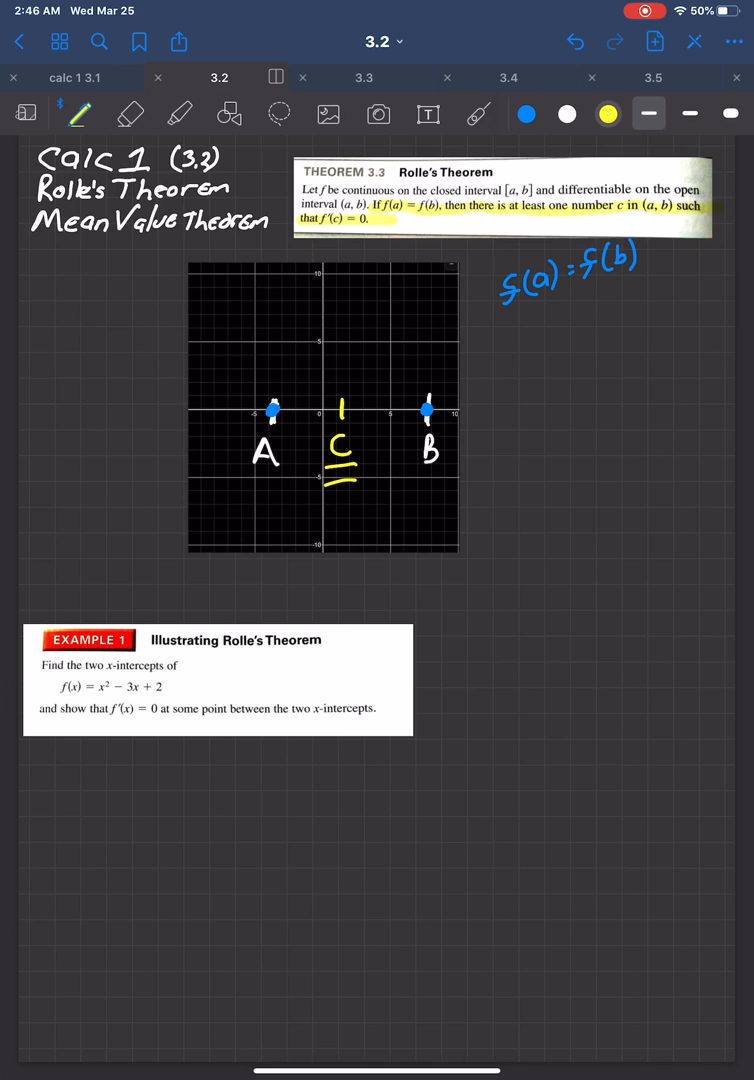 2:46 AM Wed Mar 25
50%
3.2
calc 1 3.1
3.2
3.3
3.4
3.5
Calc 1 (3.2)
Rolle's Theorem
Mean Value Theorem
THEOREM 3.3 Rolle's Theorem
Let f be continuous on the closed interval [a, b] and differentiable on the open
interval (a, b). If f(a) = f(b), then there is at least one number c in (a, b) such
that f′(c) = 0.
f(a) = f(b)
10
5
-5 0 5 10
A C B
-5
-10
EXAMPLE 1 Illustrating Rolle's Theorem
Find the two x-intercepts of
f(x) = x² − 3x + 2
and show that f′(x) = 0 at some point between the two x-intercepts.